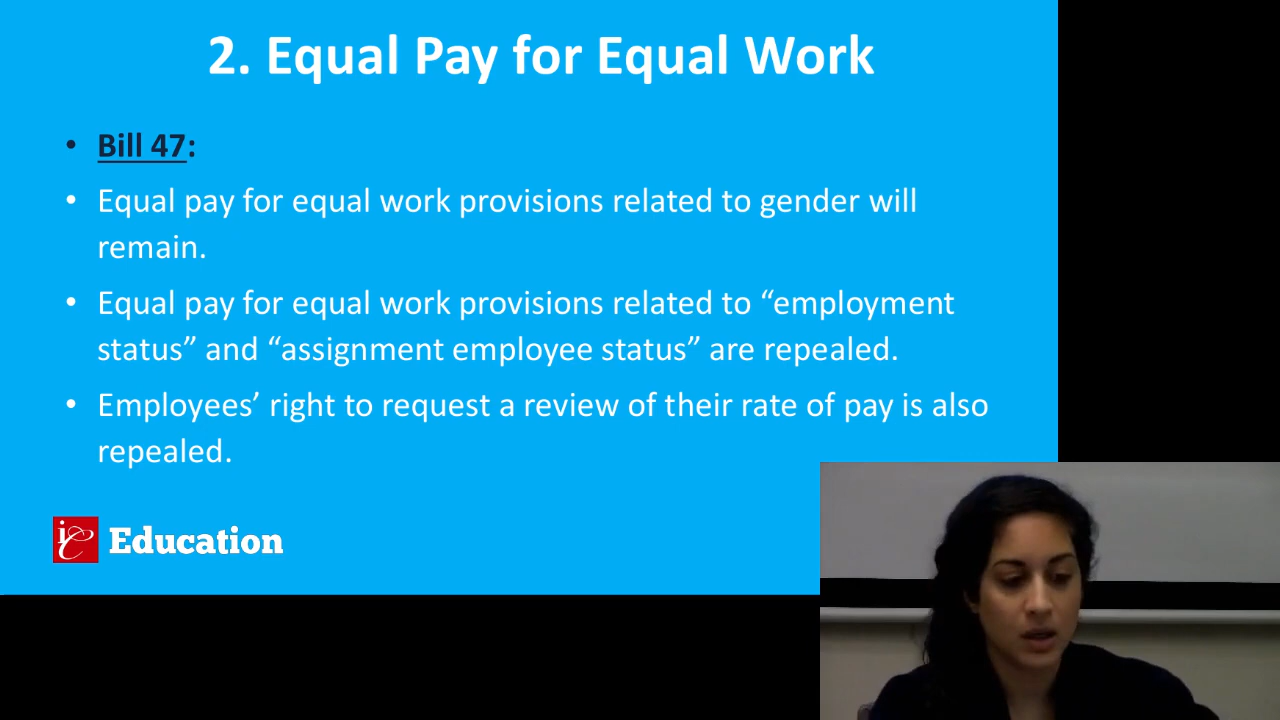 2. Equal Pay for Equal Work
• Bill 47:
• Equal pay for equal work provisions related to gender will
remain.
• Equal pay for equal work provisions related to “employment
status” and “assignment employee status” are repealed.
• Employees’ right to request a review of their rate of pay is also
repealed.
ic Education